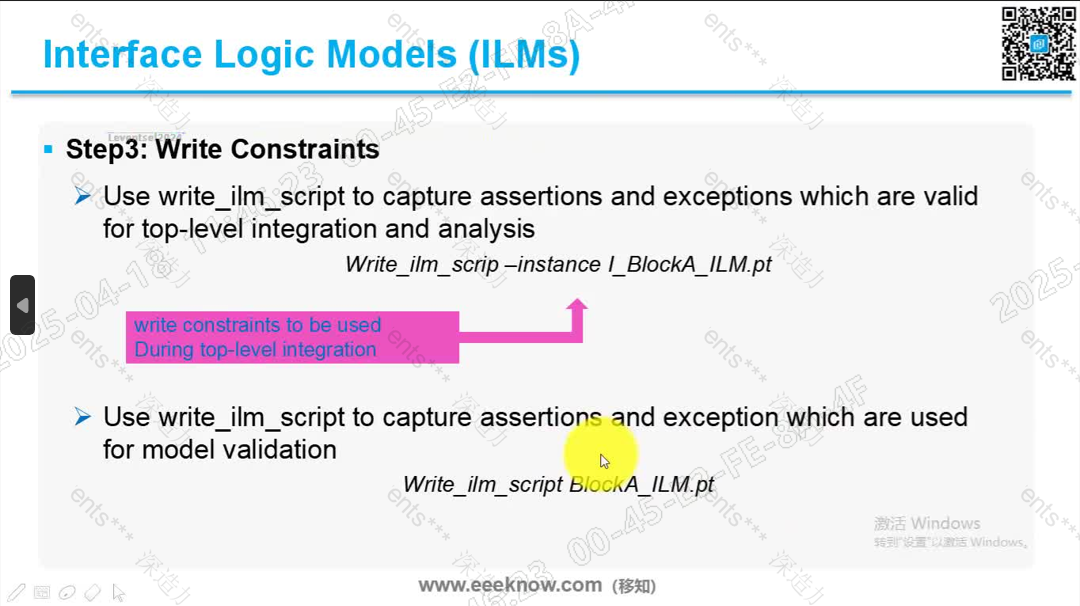 Interface Logic Models (ILMs)
Step3: Write Constraints
Use write_ilm_script to capture assertions and exceptions which are valid
for top-level integration and analysis
Write_ilm_scrip –instance I_BlockA_ILM.pt
write constraints to be used
During top-level integration
Use write_ilm_script to capture assertions and exception which are used
for model validation
Write_ilm_script BlockA_ILM.pt
激活 Windows
转到"设置"以激活 Windows。
www.eeeknow.com (移知)